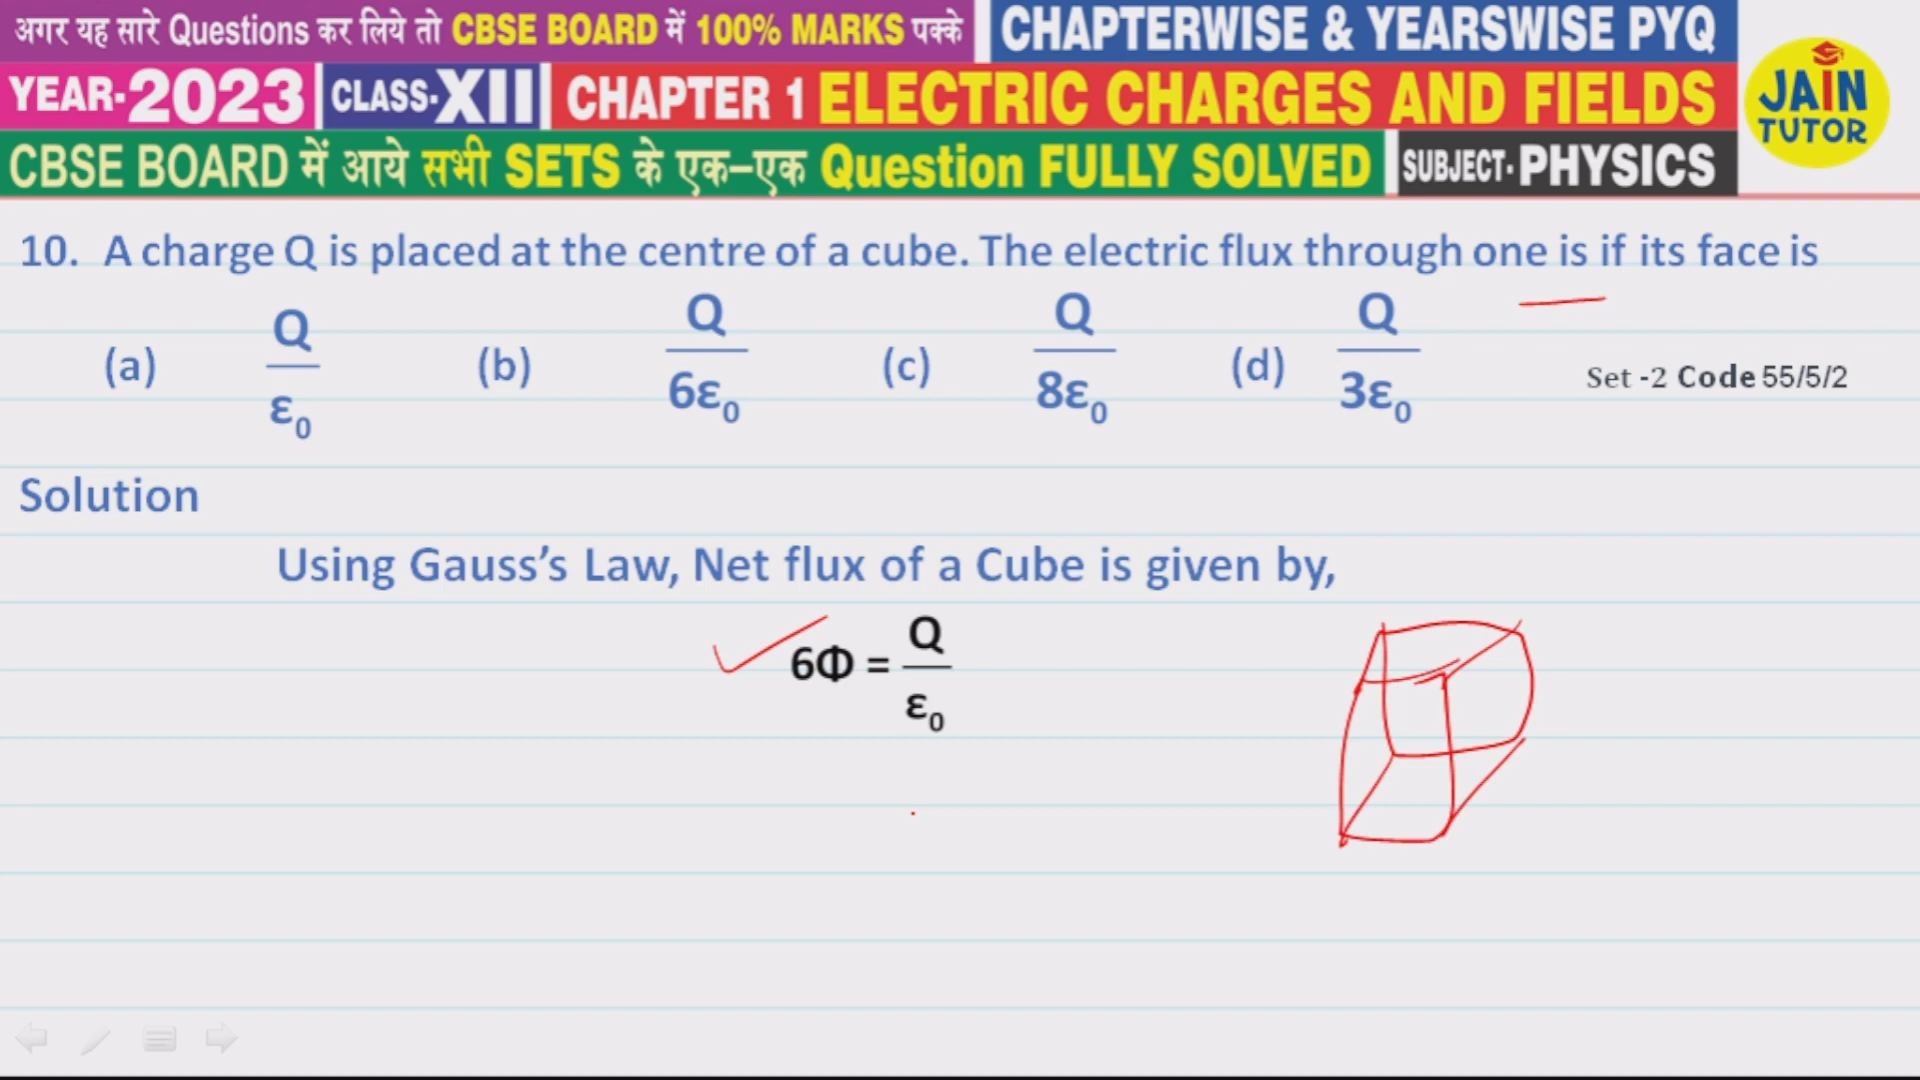 अगर यह सारे Questions कर लिये तो CBSE BOARD में 100% MARKS पक्के
CHAPTERWISE & YEARSWISE PYQ
YEAR-2023 CLASS-XII CHAPTER 1 ELECTRIC CHARGES AND FIELDS
JAIN
TUTOR
CBSE BOARD में आये सभी SETS के एक–एक Question FULLY SOLVED SUBJECT- PHYSICS
10. A charge Q is placed at the centre of a cube. The electric flux through one is if its face is
(a) Q/ε₀ (b) Q/6ε₀ (c) Q/8ε₀ (d) Q/3ε₀
Set -2 Code 55/5/2
Solution
Using Gauss’s Law, Net flux of a Cube is given by,
6Φ = Q/ε₀